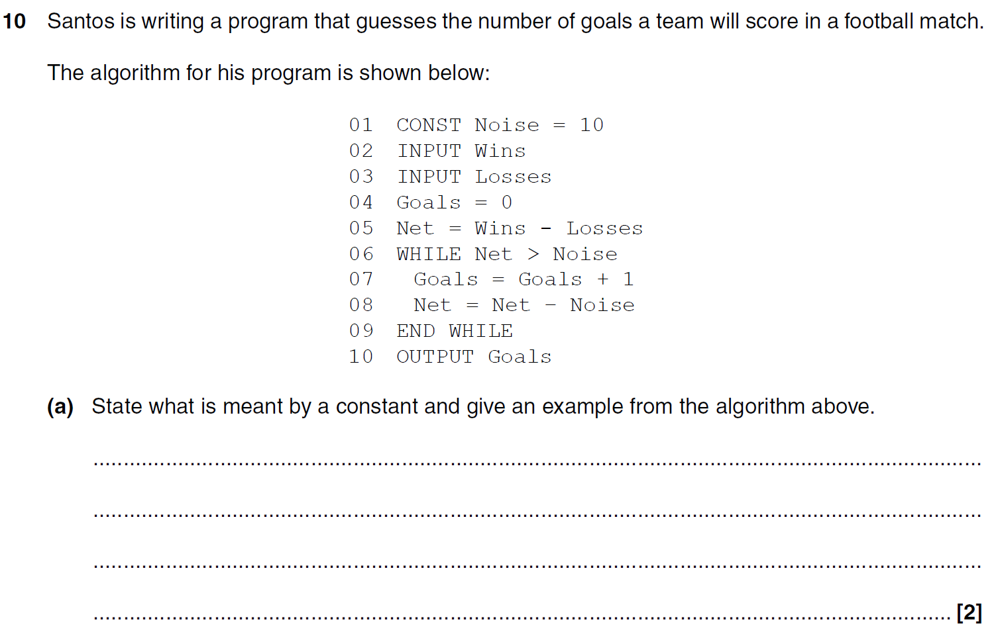 10 Santos is writing a program that guesses the number of goals a team will score in a football match.
The algorithm for his program is shown below:
01 CONST Noise = 10
02 INPUT Wins
03 INPUT Losses
04 Goals = 0
05 Net = Wins - Losses
06 WHILE Net > Noise
07 Goals = Goals + 1
08 Net = Net - Noise
09 END WHILE
10 OUTPUT Goals
(a) State what is meant by a constant and give an example from the algorithm above.
[2]